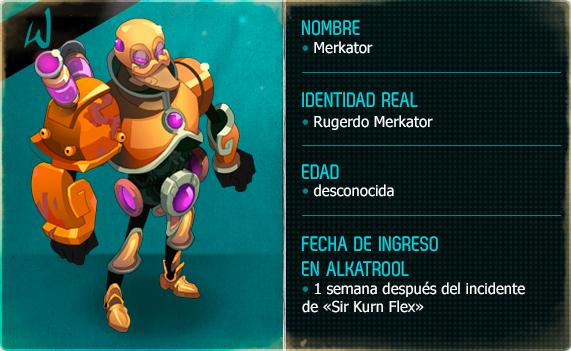 W
NOMBRE
• Merkator
IDENTIDAD REAL
• Rugerdo Merkator
EDAD
• desconocida
FECHA DE INGRESO
EN ALKATROOL
• 1 semana después del incidente
de «Sir Kurn Flex»